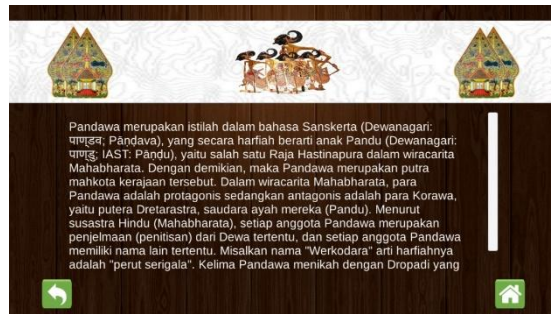 Pandawa merupakan istilah dalam bahasa Sanskerta (Dewanagari:
पाण्डव; Pāṇḍava), yang secara harfiah berarti anak Pandu (Dewanagari:
पाण्डु; IAST: Pāṇḍu), yaitu salah satu Raja Hastinapura dalam wiracarita
Mahabharata. Dengan demikian, maka Pandawa merupakan putra
mahkota kerajaan tersebut. Dalam wiracarita Mahabharata, para
Pandawa adalah protagonis sedangkan antagonis adalah para Korawa,
yaitu putera Dretarastra, saudara ayah mereka (Pandu). Menurut
susastra Hindu (Mahabharata), setiap anggota Pandawa merupakan
penjelmaan (penitisan) dari Dewa tertentu, dan setiap anggota Pandawa
memiliki nama lain tertentu. Misalkan nama "Werkodara" arti harfiahnya
adalah "perut serigala". Kelima Pandawa menikah dengan Dropadi yang